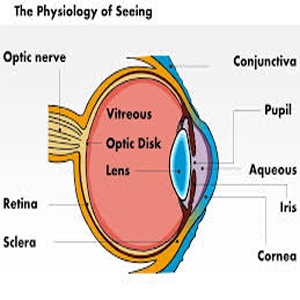 The Physiology of Seeing
Optic nerve
Conjunctiva
Vitreous
Pupil
Optic Disk
Lens
Aqueous
Retina
Iris
Sclera
Cornea